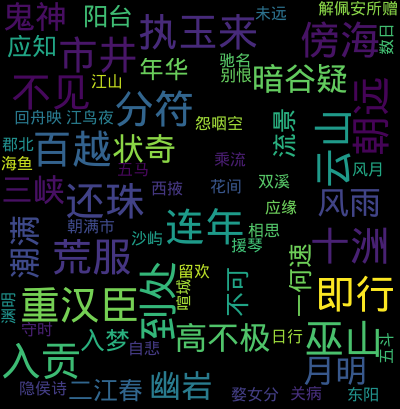 鬼神
阳台
执玉来
未远
解佩安所赠
应知
市井
年华
驰名
别恨
傍海
数日
不见
江山
分符
暗谷疑
回舟映
江鸟夜
怨咽空
流景
云山
朝远
郡北
百越
状奇
海鱼
五马
乘流
风月
三峡
还珠
西掖
花间
双溪
风雨
潮满
朝满市
连年
应缘
相思
沙屿
援琴
十洲
荒服
一何速
渊明
重汉臣
到处
留欢
喧城
不可
即行
守时
入梦
高不极
日行
巫山
五斗
入贡
自悲
月明
隐侯诗
二江春
幽岩
婺女分
关病
东阳